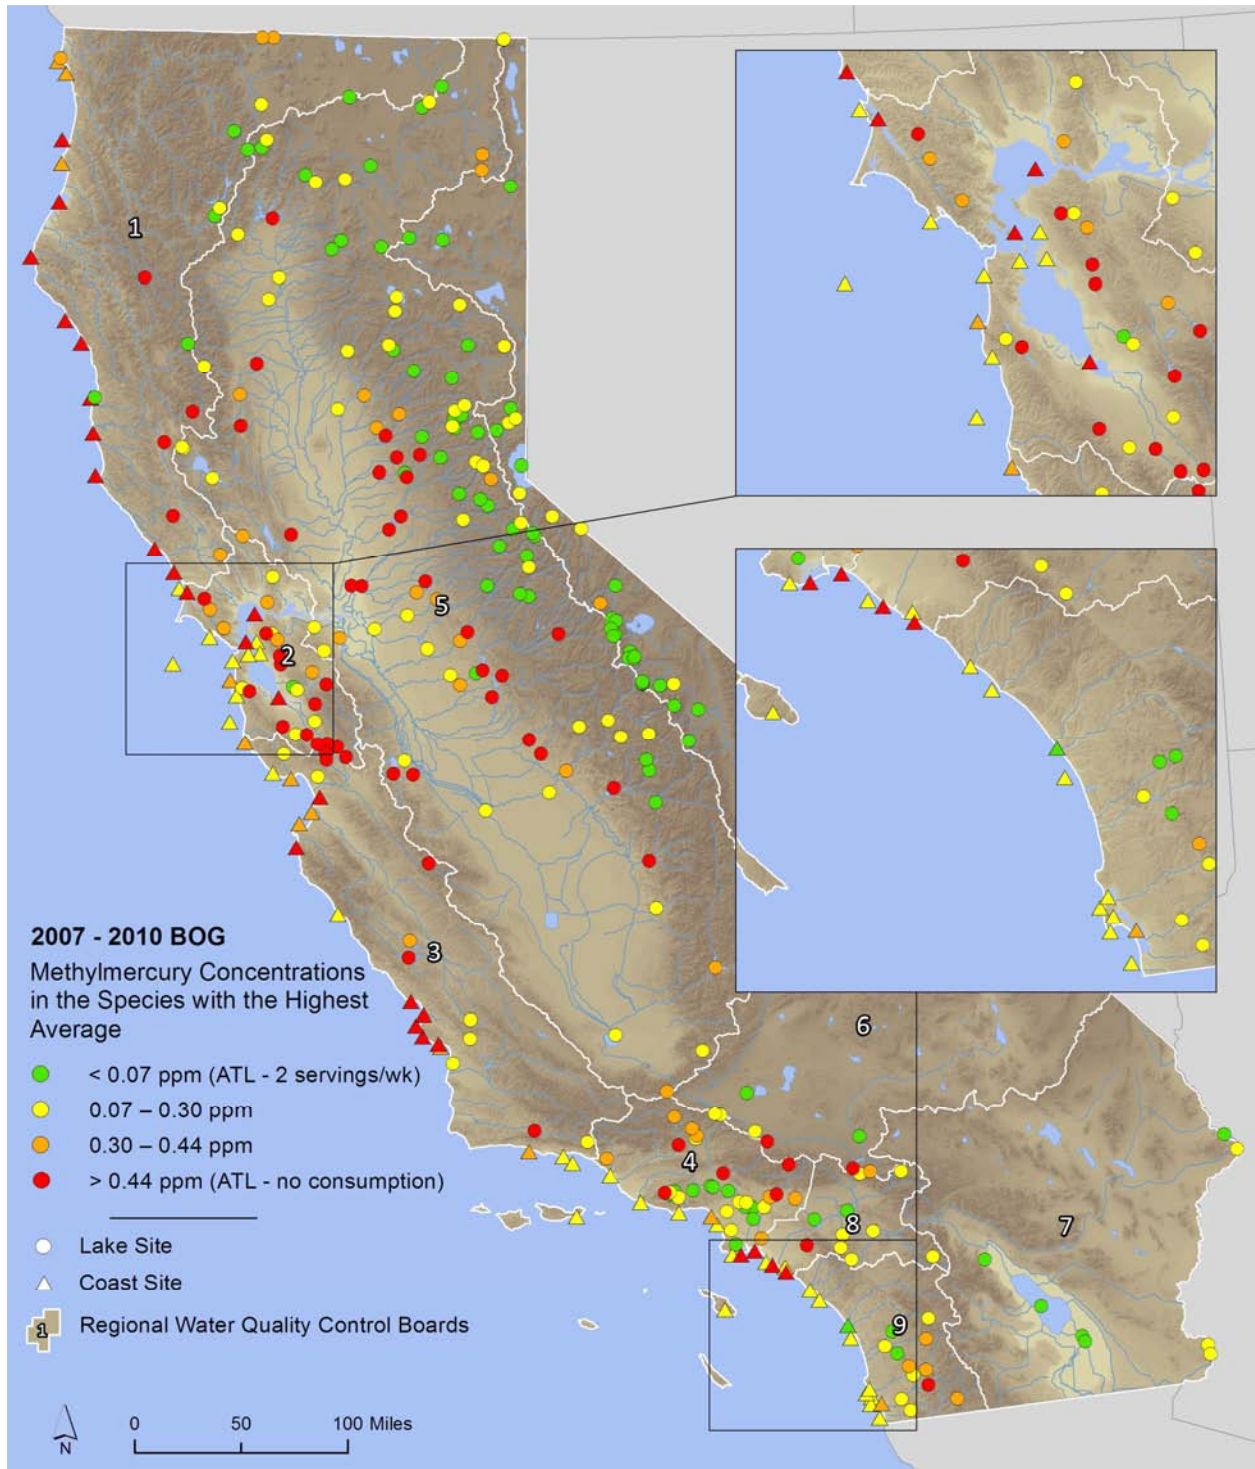 1
2
5
3
6
4
8
7
9
2007 - 2010 BOG
Methylmercury Concentrations
in the Species with the Highest
Average
< 0.07 ppm (ATL - 2 servings/wk)
0.07 – 0.30 ppm
0.30 – 0.44 ppm
> 0.44 ppm (ATL - no consumption)
Lake Site
Coast Site
1 Regional Water Quality Control Boards
N
0 50 100 Miles